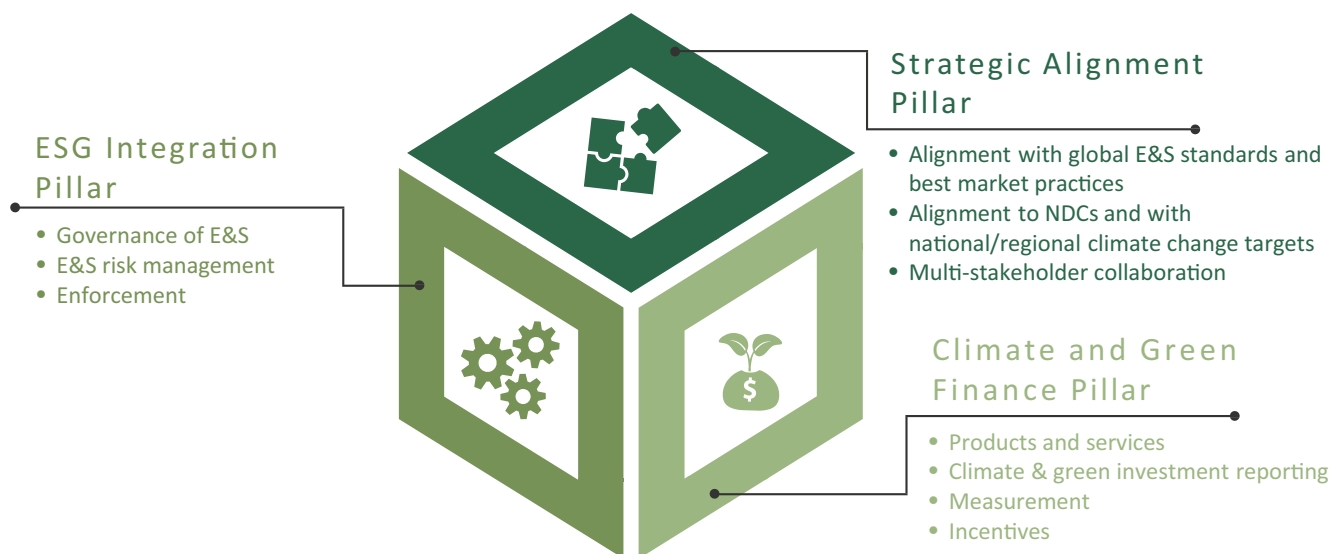 ESG Integration
Pillar
• Governance of E&S
• E&S risk management
• Enforcement
Strategic Alignment
Pillar
• Alignment with global E&S standards and
best market practices
• Alignment to NDCs and with
national/regional climate change targets
• Multi-stakeholder collaboration
$
Climate and Green
Finance Pillar
• Products and services
• Climate & green investment reporting
• Measurement
• Incentives